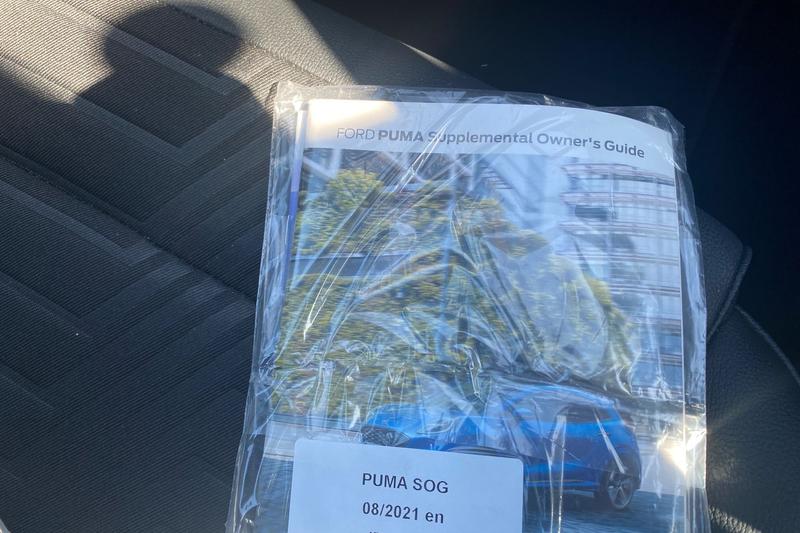 FORD PUMA Supplemental Owner's Guide
PUMA SOG
08/2021 en